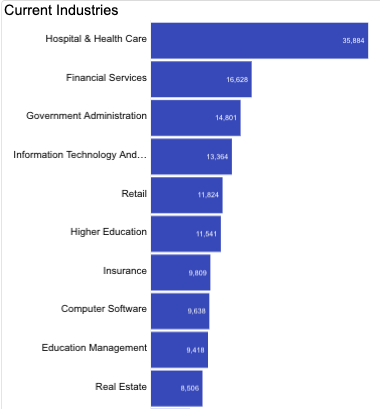 Current Industries
Hospital & Health Care 35,884
Financial Services 16,628
Government Administration 14,801
Information Technology And... 13,364
Retail 11,824
Higher Education 11,541
Insurance 9,809
Computer Software 9,638
Education Management 9,418
Real Estate 8,506